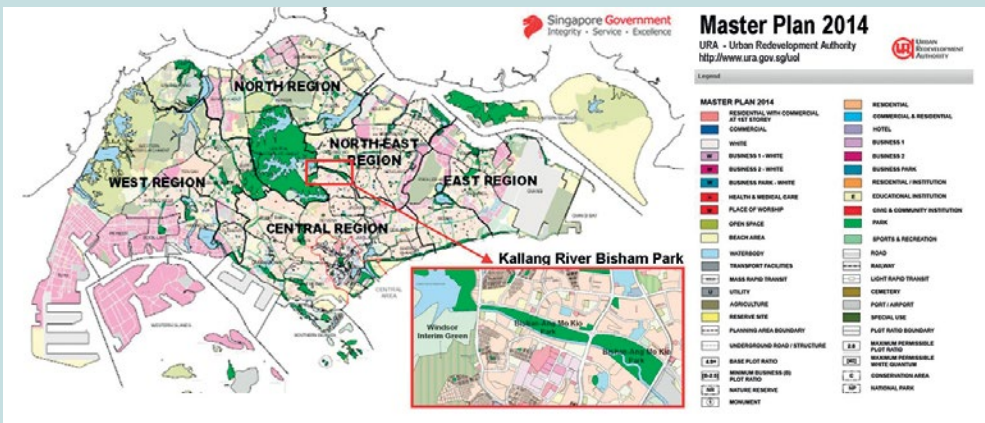 Singapore Government
Integrity · Service · Excellence
Master Plan 2014
URA - Urban Redevelopment Authority
http://www.ura.gov.sg/uol
URBAN
REDEVELOPMENT
AUTHORITY
Legend
NORTH REGION
NORTH-EAST
REGION
WEST REGION
EAST REGION
CENTRAL REGION
CENTRAL
AREA
WESTERN ISLANDS
SOUTHERN ISLANDS
Kallang River Bisham Park
Windsor
Interim Green
Bishan-Ang Mo Kio
Park
Bishan-Ang Mo Kio
Park
MASTER PLAN 2014
RESIDENTIAL WITH COMMERCIAL
AT 1ST STOREY
COMMERCIAL
WHITE
BUSINESS 1 - WHITE
BUSINESS 2 - WHITE
BUSINESS PARK - WHITE
HEALTH & MEDICAL CARE
PLACE OF WORSHIP
OPEN SPACE
BEACH AREA
WATERBODY
TRANSPORT FACILITIES
MASS RAPID TRANSIT
U UTILITY
AGRICULTURE
RESERVE SITE
PLANNING AREA BOUNDARY
UNDERGROUND ROAD / STRUCTURE
BASE PLOT RATIO
MINIMUM BUSINESS (B)
PLOT RATIO
NR NATURE RESERVE
MONUMENT
RESIDENTIAL
COMMERCIAL & RESIDENTIAL
HOTEL
BUSINESS 1
BUSINESS 2
BUSINESS PARK
RESIDENTIAL / INSTITUTION
E EDUCATIONAL INSTITUTION
CIVIC & COMMUNITY INSTITUTION
PARK
SPORTS & RECREATION
ROAD
RAILWAY
LIGHT RAPID TRANSIT
CEMETERY
PORT / AIRPORT
SPECIAL USE
PLOT RATIO BOUNDARY
MAXIMUM PERMISSIBLE
PLOT RATIO
MAXIMUM PERMISSIBLE
WHITE QUANTUM
C CONSERVATION AREA
NP NATIONAL PARK